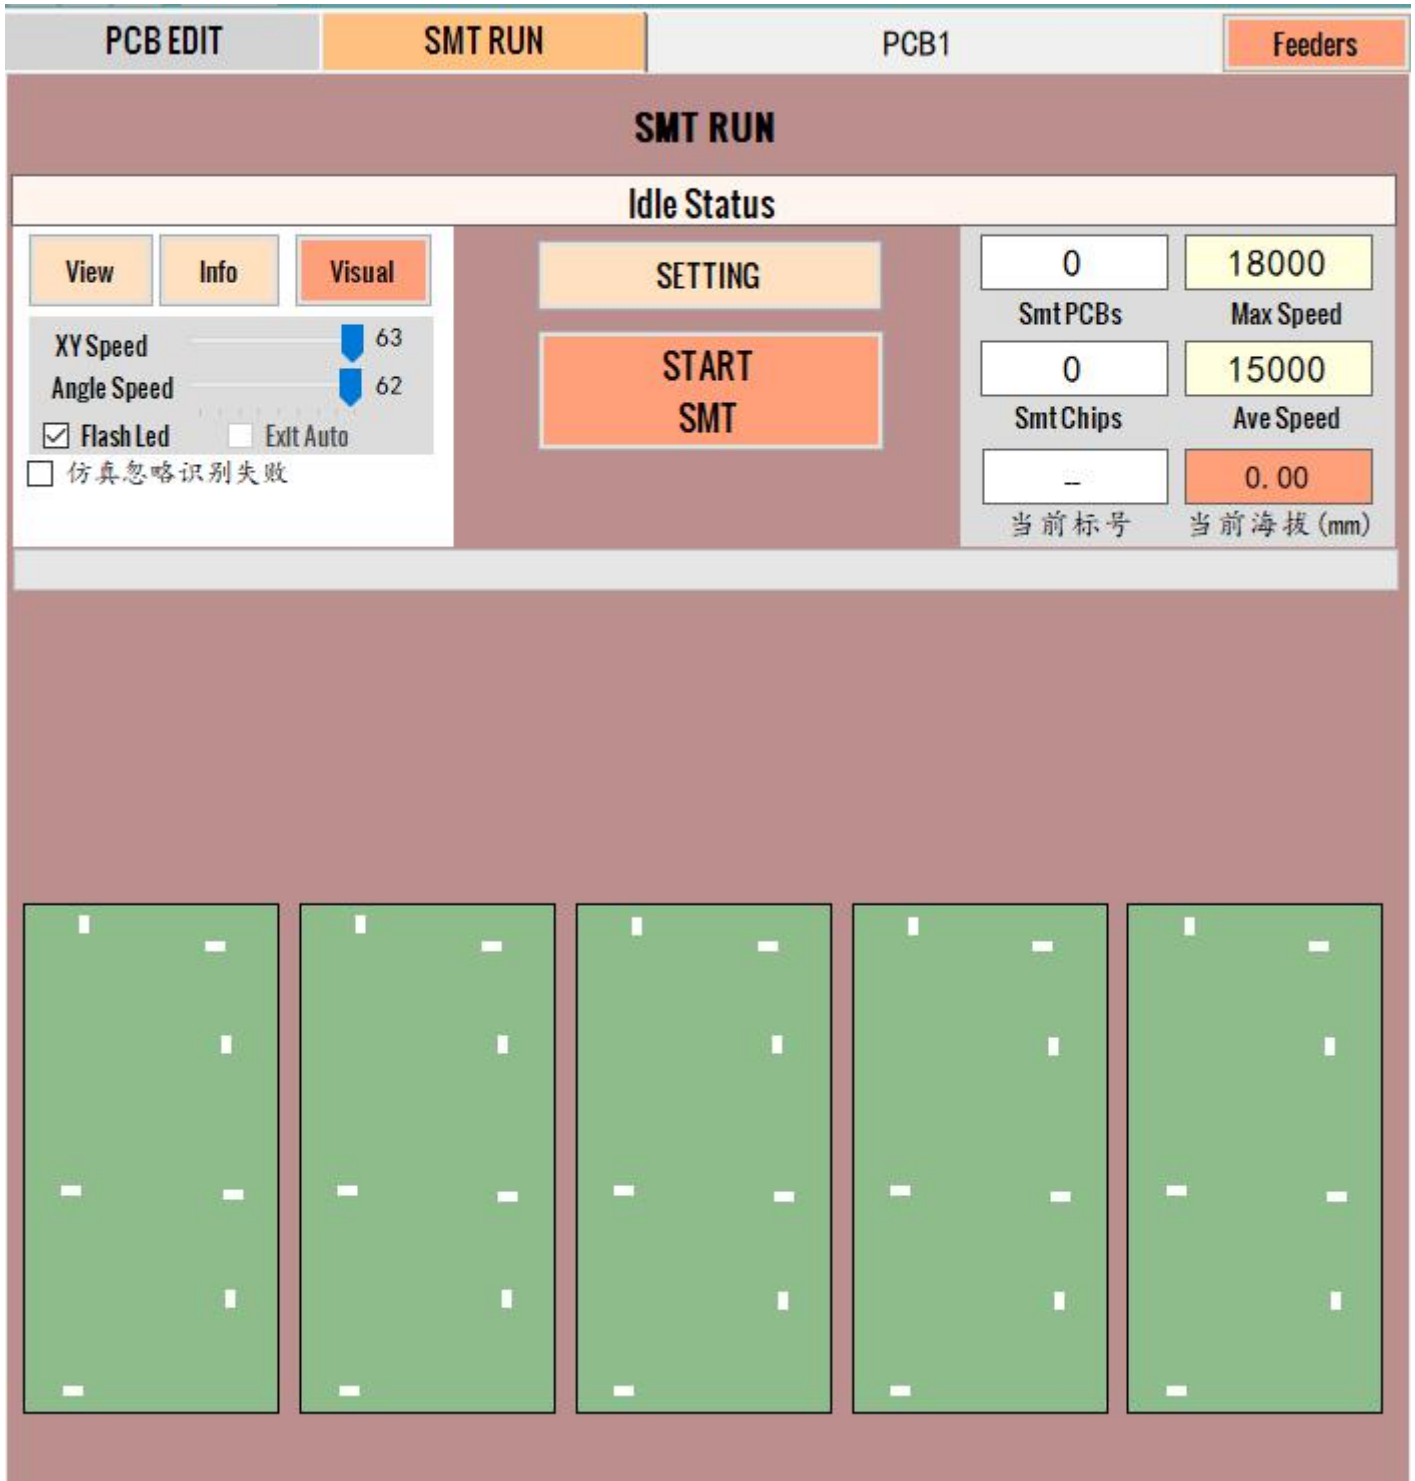 PCB EDIT SMT RUN PCB1 Feeders
SMT RUN
Idle Status
View Info Visual
XY Speed 63
Angle Speed 62
Flash Led Exit Auto
仿真忽略识别失败
SETTING
START
SMT
0 18000
Smt PCBs Max Speed
0 15000
Smt Chips Ave Speed
-- 0.00
当前标号 当前海拔(mm)